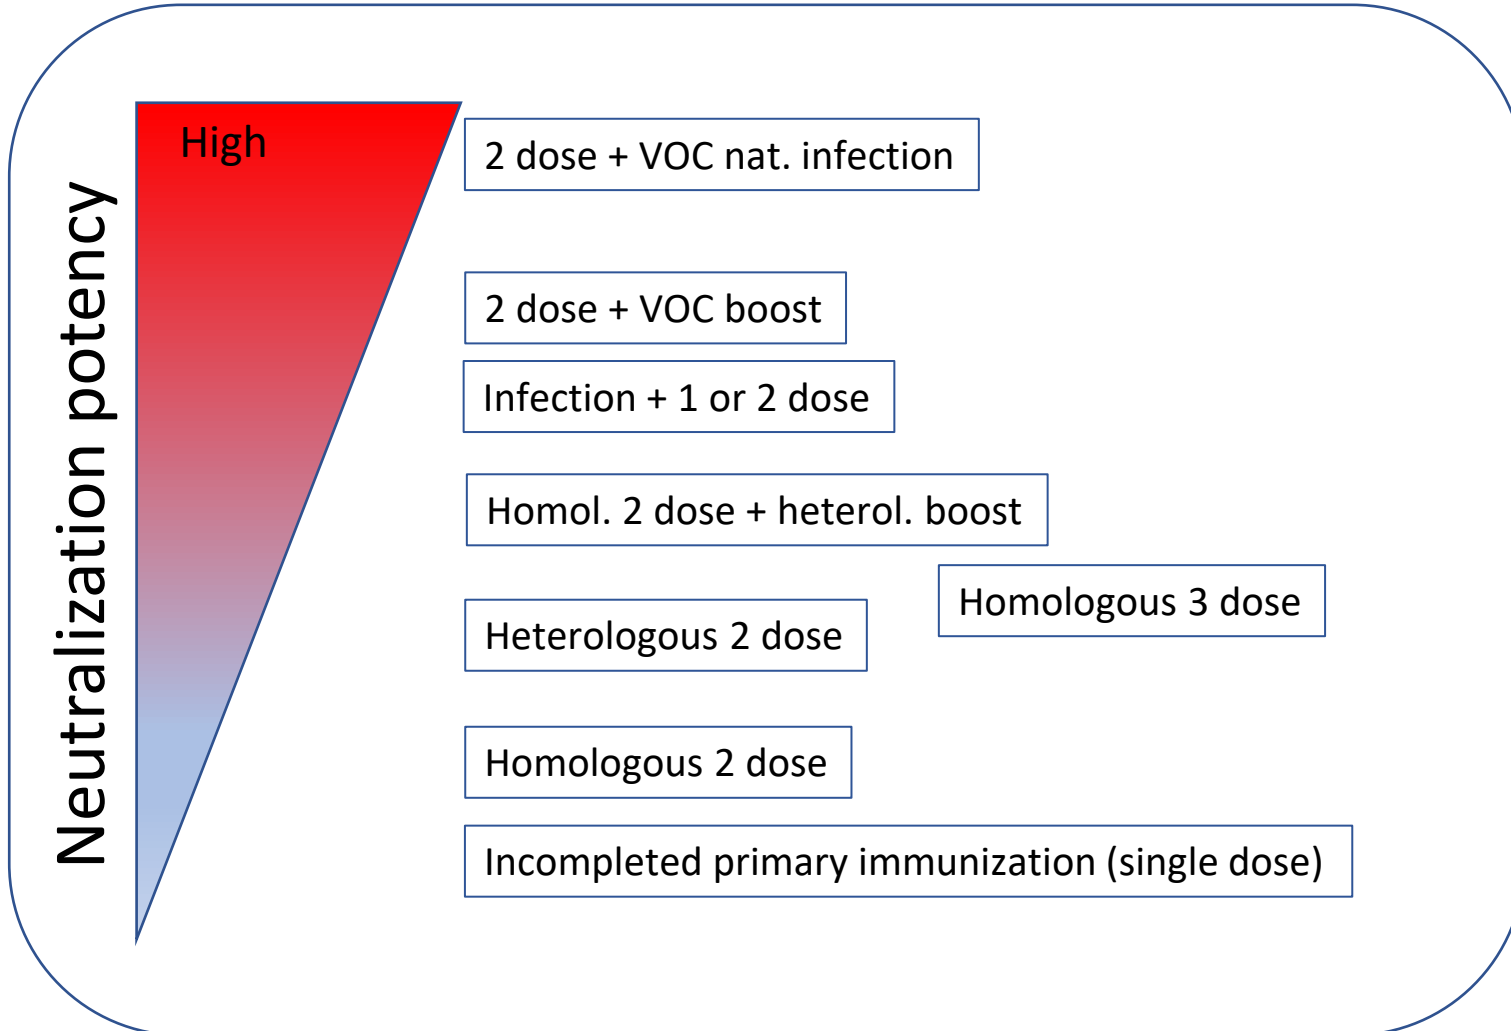 Neutralization potency
High
2 dose + VOC nat. infection
2 dose + VOC boost
Infection + 1 or 2 dose
Homol. 2 dose + heterol. boost
Homologous 3 dose
Heterologous 2 dose
Homologous 2 dose
Incompleted primary immunization (single dose)